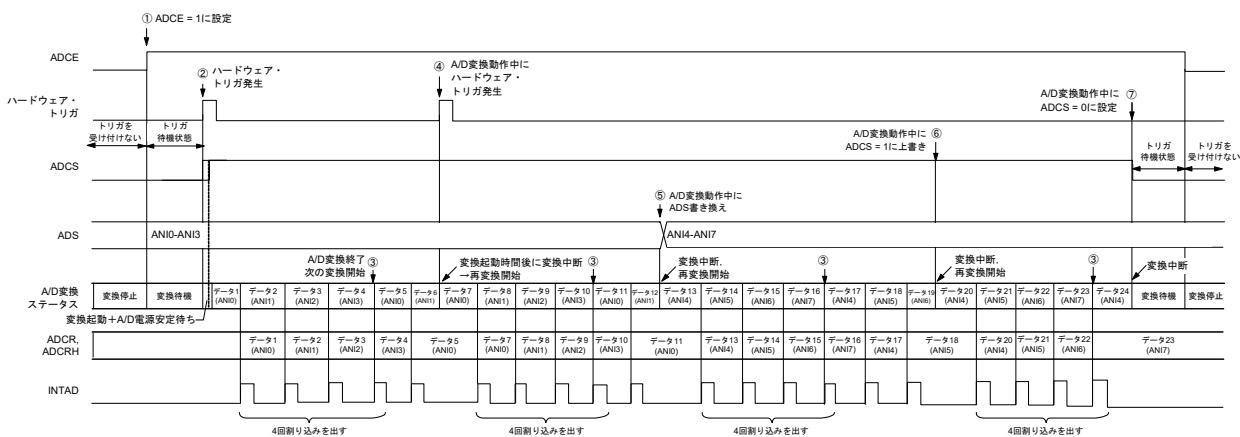 ① ADCE = 1に設定
ADCE
② ハードウェア・
トリガ発生
④ A/D変換動作中に
ハードウェア・
トリガ発生
A/D変換動作中に ⑦
ADCS = 0に設定
ハードウェア・
トリガ
トリガを
受け付けない
トリガ
待機状態
A/D変換動作中に ⑥
ADCS = 1に上書き
トリガ
待機状態
トリガを
受け付けない
ADCS
⑤ A/D変換動作中に
ADS書き換え
ADS
ANI0-ANI3
ANI4-ANI7
A/D変換終了
次の変換開始
③
変換起動時間後に変換中断
→再変換開始
③
変換中断,
再変換開始
③
変換中断,
再変換開始
③
変換中断
A/D変換
ステータス
変換停止
変換待機
データ1
(ANI0)
データ2
(ANI1)
データ3
(ANI2)
データ4
(ANI3)
データ5
(ANI0)
データ6
(ANI1)
データ7
(ANI0)
データ8
(ANI1)
データ9
(ANI2)
データ10
(ANI3)
データ11
(ANI0)
データ12
(ANI1)
データ13
(ANI4)
データ14
(ANI5)
データ15
(ANI6)
データ16
(ANI7)
データ17
(ANI4)
データ18
(ANI5)
データ19
(ANI6)
データ20
(ANI4)
データ21
(ANI5)
データ22
(ANI6)
データ23
(ANI7)
データ24
(ANI4)
変換待機
変換停止
変換起動+A/D電源安定待ち
ADCR,
ADCRH
データ1
(ANI0)
データ2
(ANI1)
データ3
(ANI2)
データ4
(ANI3)
データ5
(ANI0)
データ7
(ANI0)
データ8
(ANI1)
データ9
(ANI2)
データ10
(ANI3)
データ11
(ANI0)
データ13
(ANI4)
データ14
(ANI5)
データ15
(ANI6)
データ16
(ANI7)
データ17
(ANI4)
データ18
(ANI5)
データ20
(ANI4)
データ21
(ANI5)
データ22
(ANI6)
データ23
(ANI7)
INTAD
4回割り込みを出す
4回割り込みを出す
4回割り込みを出す
4回割り込みを出す